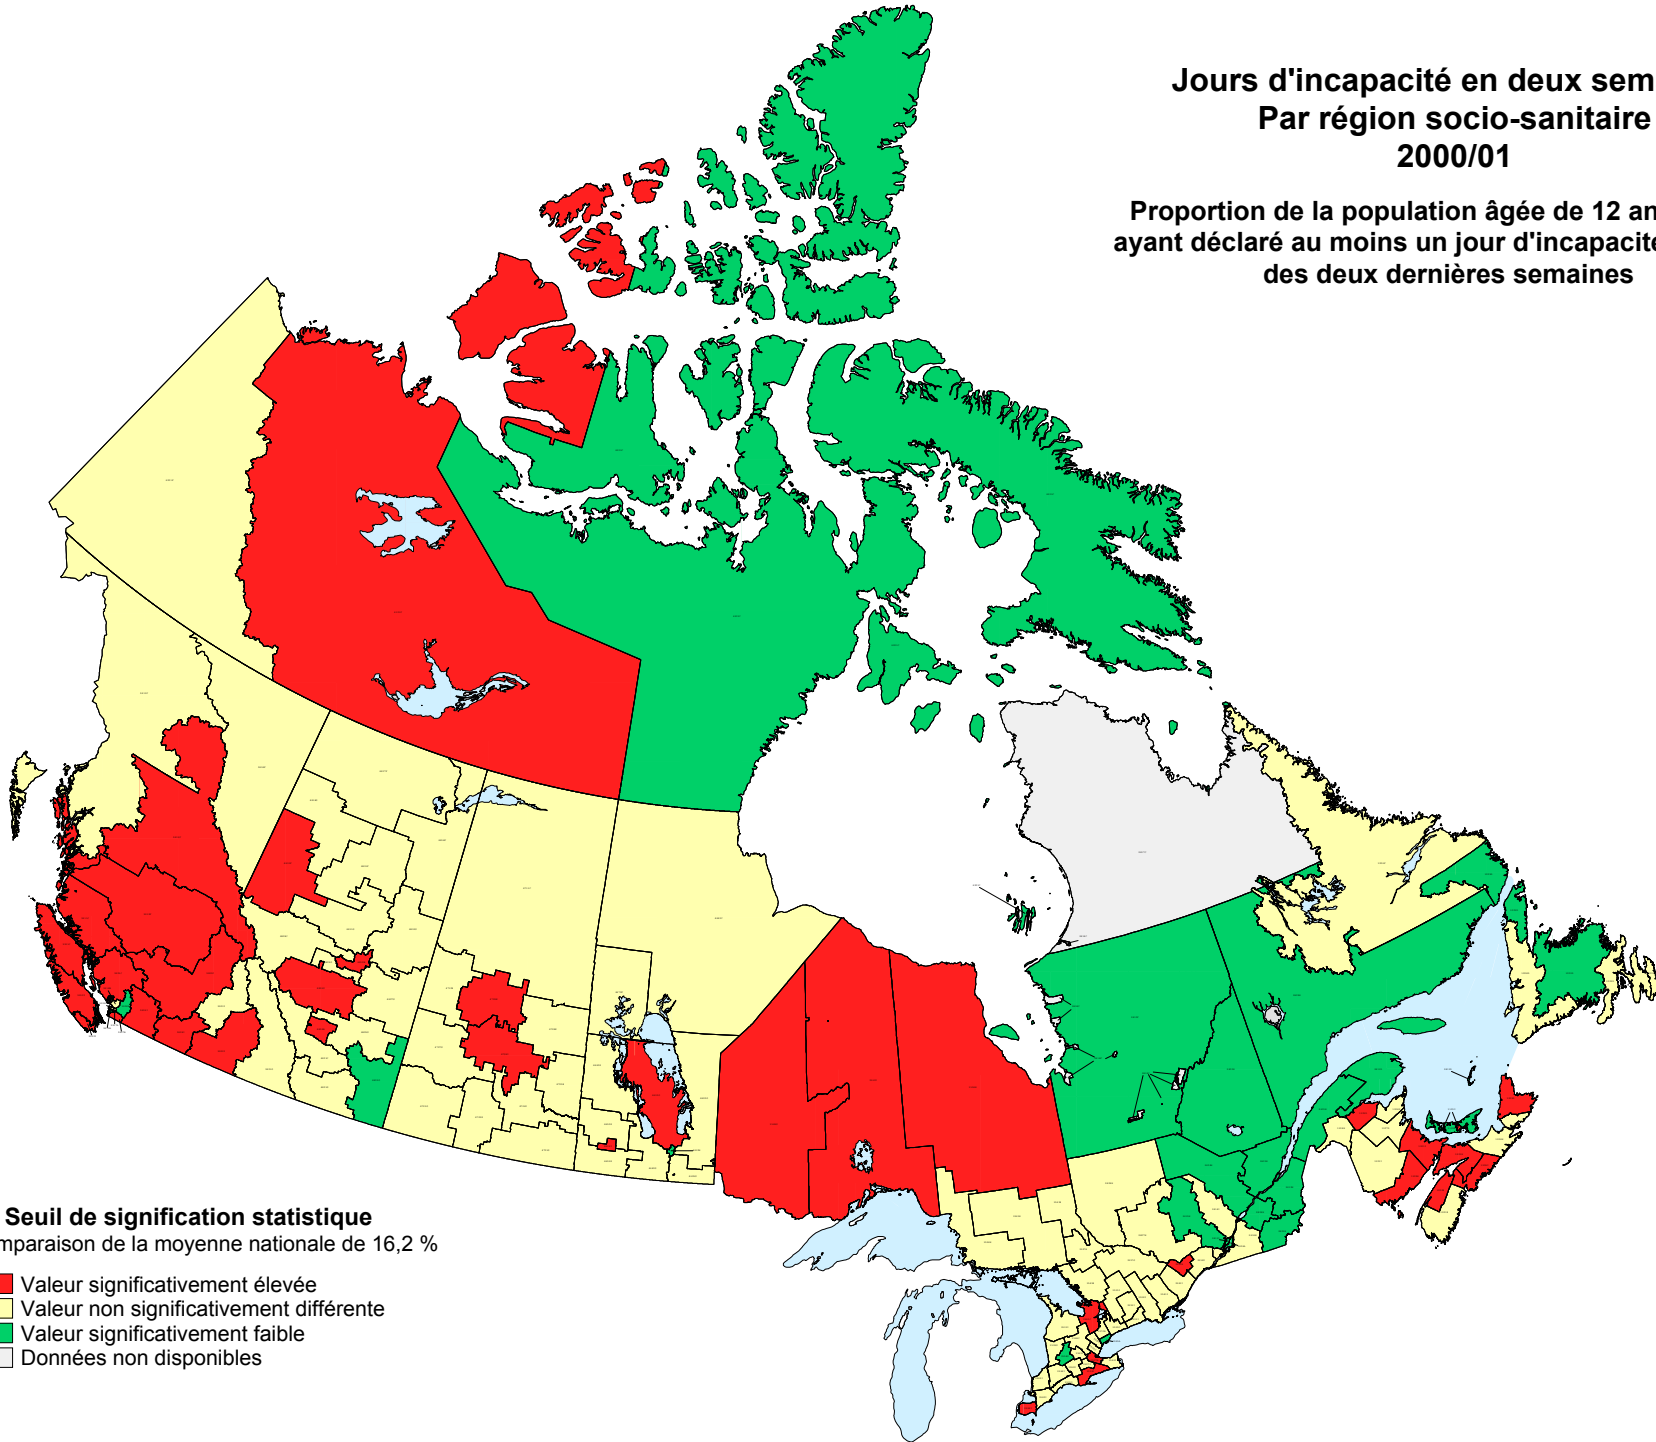 Jours d'incapacité en deux sem
Par région socio-sanitaire
2000/01
Proportion de la population âgée de 12 an
ayant déclaré au moins un jour d'incapacité
des deux dernières semaines
Seuil de signification statistique
mparaison de la moyenne nationale de 16,2 %
Valeur significativement élevée
Valeur non significativement différente
Valeur significativement faible
Données non disponibles